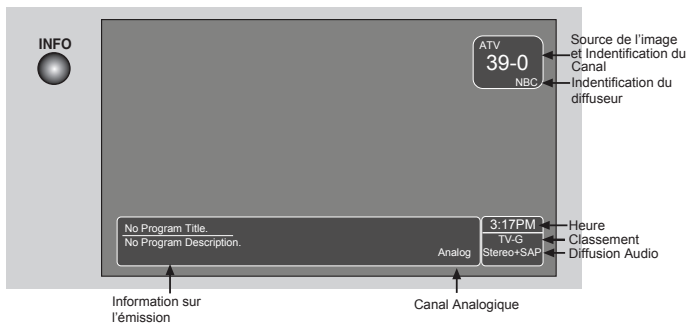 INFO
ATV
39-0
NBC
Source de l'image
et Indentification du
Canal
Indentification du
diffuseur
No Program Title.
No Program Description.
Analog
3:17PM
TV-G
Stereo+SAP
Heure
Classement
Diffusion Audio
Information sur
l'émission
Canal Analogique